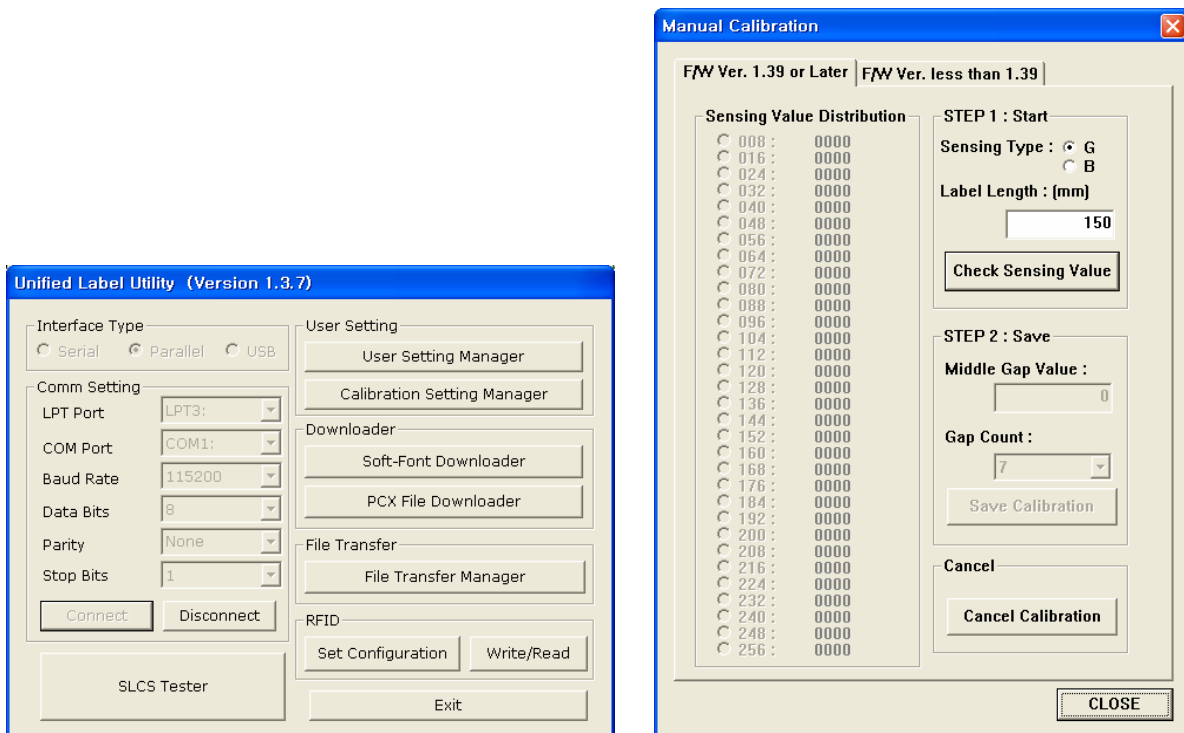 Unified Label Utility (Version 1.3.7)
Interface Type
Serial Parallel USB
Comm Setting
LPT Port LPT3:
COM Port COM1:
Baud Rate 115200
Data Bits 8
Parity None
Stop Bits 1
Connect Disconnect
SLCS Tester
User Setting
User Setting Manager
Calibration Setting Manager
Downloader
Soft-Font Downloader
PCX File Downloader
File Transfer
File Transfer Manager
RFID
Set Configuration Write/Read
Exit
Manual Calibration
F/W Ver. 1.39 or Later F/W Ver. less than 1.39
Sensing Value Distribution
008 : 0000
016 : 0000
024 : 0000
032 : 0000
040 : 0000
048 : 0000
056 : 0000
064 : 0000
072 : 0000
080 : 0000
088 : 0000
096 : 0000
104 : 0000
112 : 0000
120 : 0000
128 : 0000
136 : 0000
144 : 0000
152 : 0000
160 : 0000
168 : 0000
176 : 0000
184 : 0000
192 : 0000
200 : 0000
208 : 0000
216 : 0000
224 : 0000
232 : 0000
240 : 0000
248 : 0000
256 : 0000
STEP 1 : Start
Sensing Type : G
B
Label Length : (mm)
150
Check Sensing Value
STEP 2 : Save
Middle Gap Value :
0
Gap Count :
7
Save Calibration
Cancel
Cancel Calibration
CLOSE